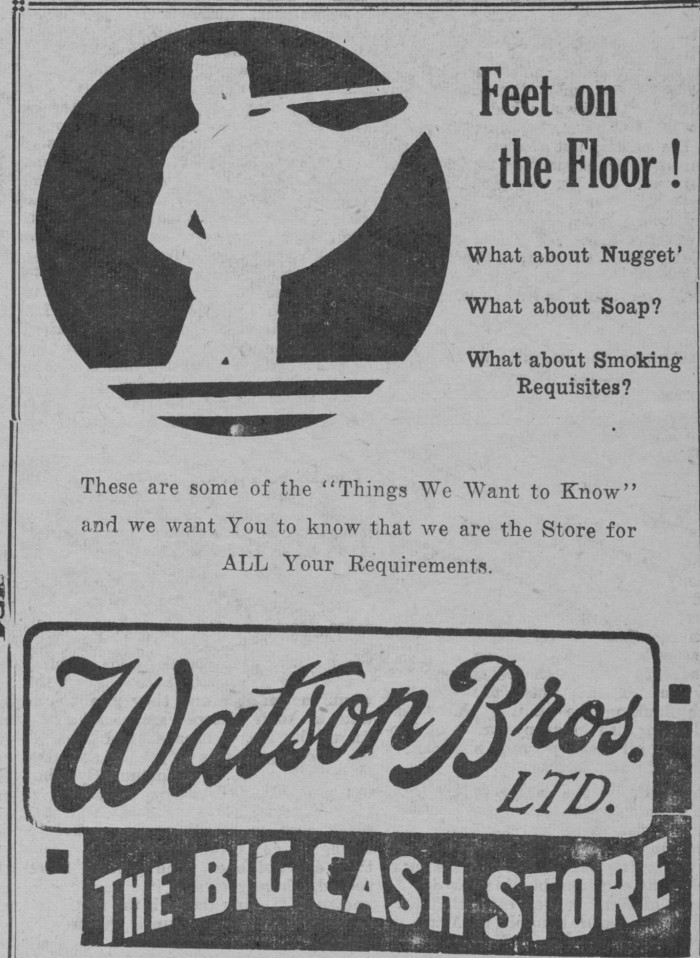 Feet on
the Floor!
What about Nugget'
What about Soap?
What about Smoking
Requisites?
These are some of the "Things We Want to Know"
and we want You to know that we are the Store for
ALL Your Requirements.
Watson Bros.
LTD.
THE BIG CASH STORE